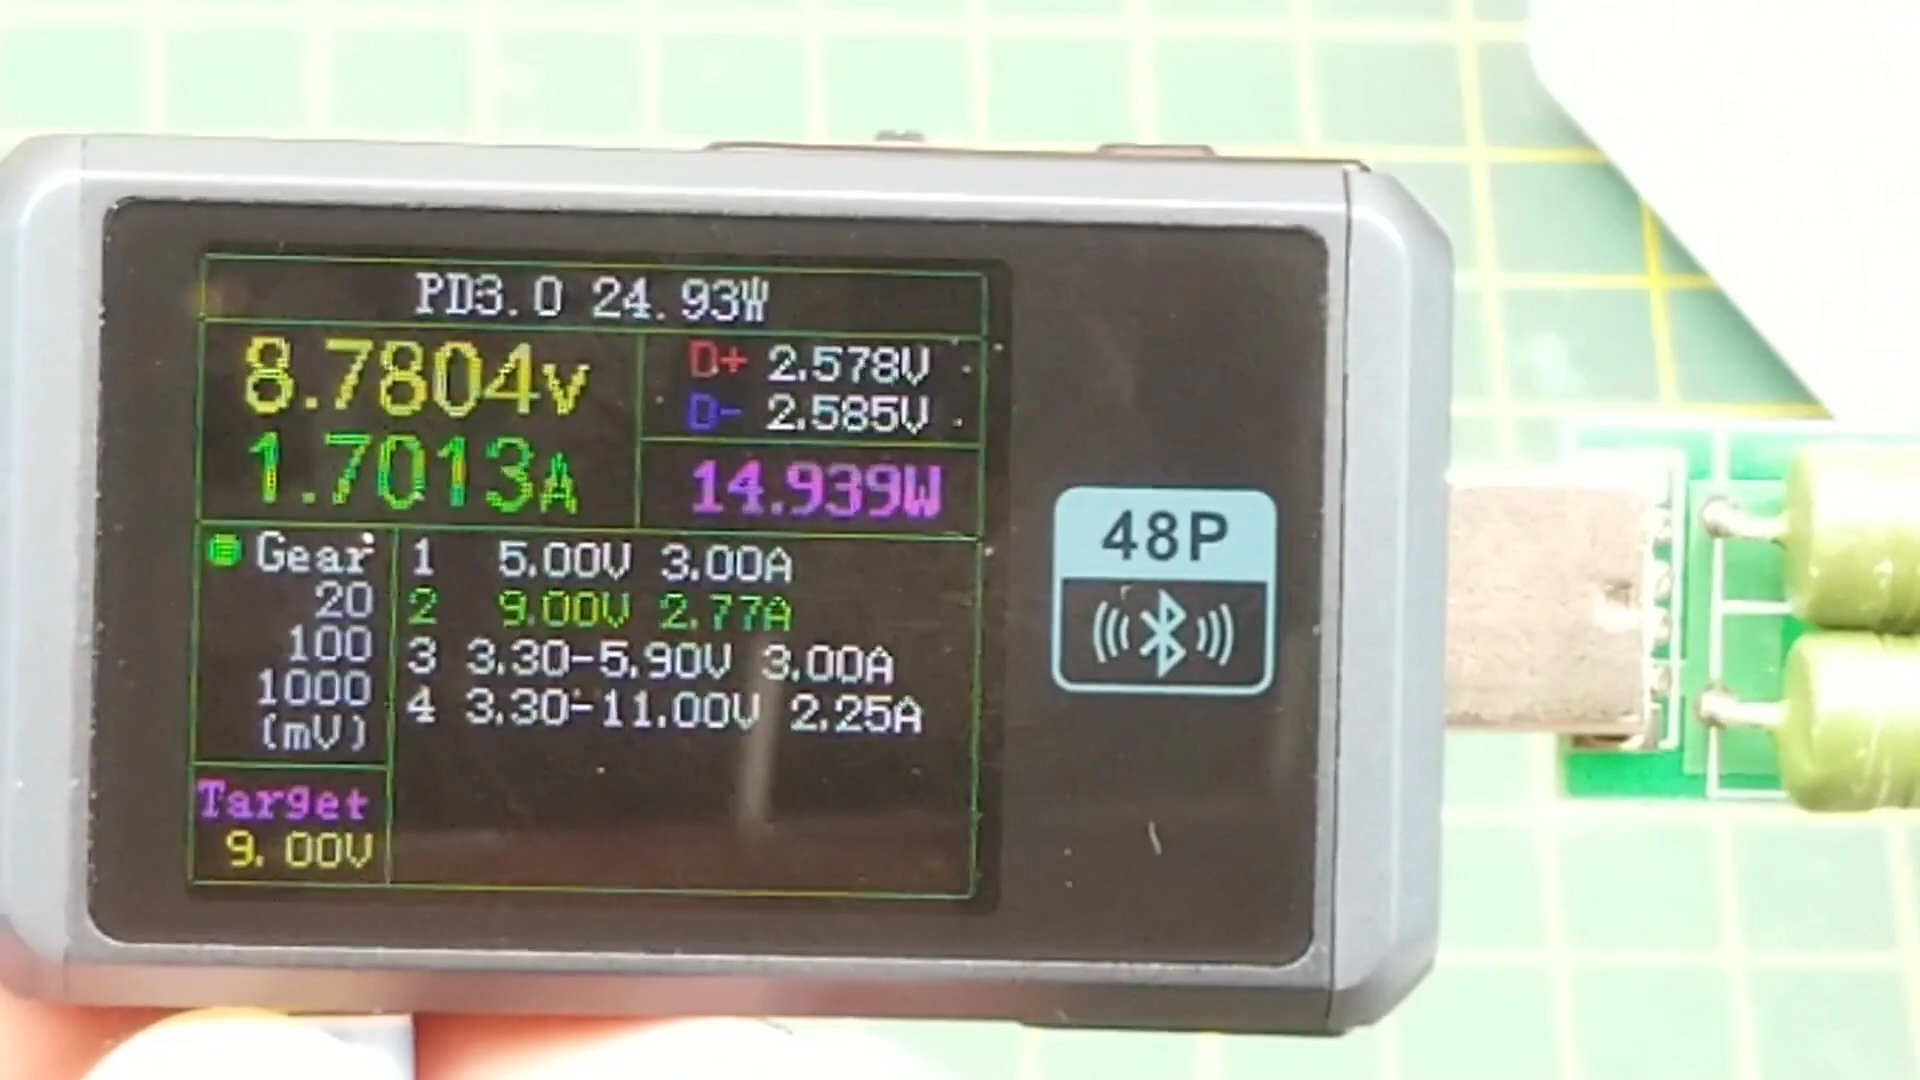 PD3.0 24.93W
8.7804V
1.7013A
D+ 2.578V
D- 2.585V
14.939W
Gear
20
100
1000
(mV)
1 5.00V 3.00A
2 9.00V 2.77A
3 3.30-5.90V 3.00A
4 3.30-11.00V 2.25A
Target
9.00V
48P